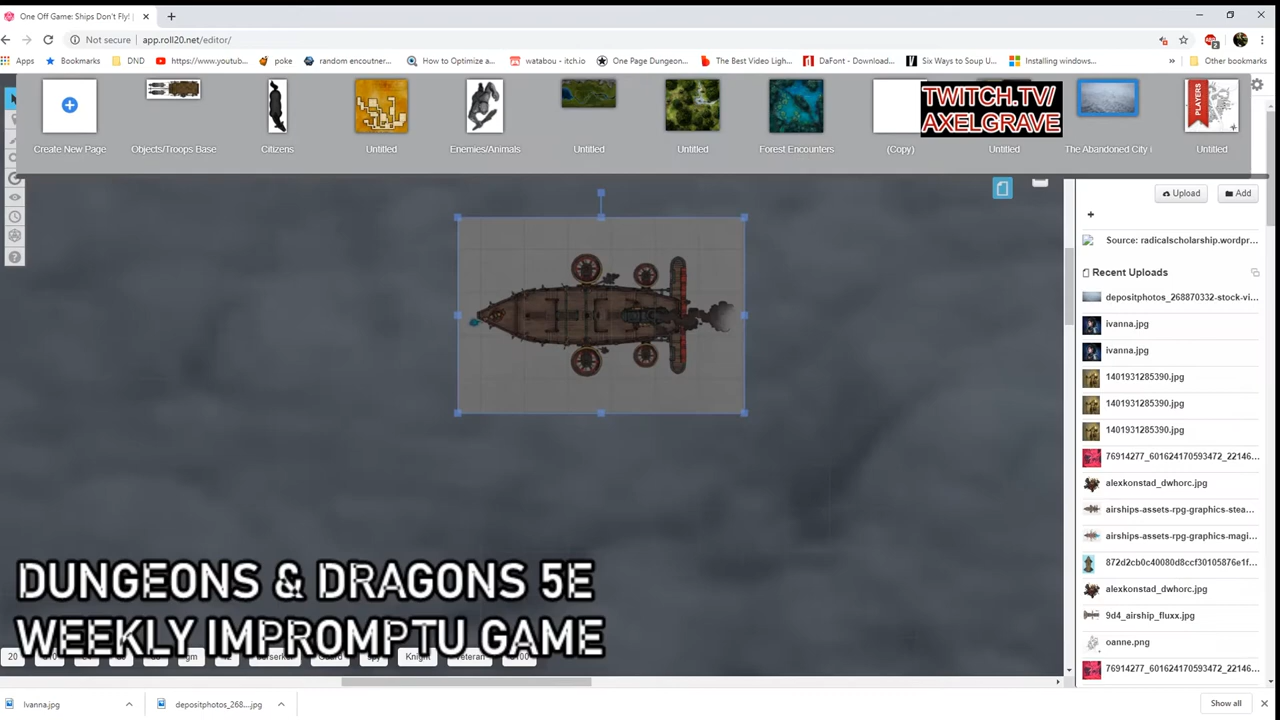 One Off Game: Ships Don't Fly! |
Not secure | app.roll20.net/editor/
Apps
Bookmarks
DND
https://www.youtub...
poke
random encoutner...
How to Optimize a...
watabou - itch.io
One Page Dungeon...
The Best Video Ligh...
DaFont - Download...
Six Ways to Soup U...
Installing windows...
»
Other bookmarks
TWITCH.TV/
AXELGRAVE
PLAYERS
Create New Page
Objects/Troops Base
Citizens
Untitled
Enemies/Animals
Untitled
Untitled
Forest Encounters
(Copy)
Untitled
The Abandoned City i
Untitled
Upload
Add
Source: radicalscholarship.wordpr...
Recent Uploads
depositphotos_268870332-stock-vi...
ivanna.jpg
ivanna.jpg
1401931285390.jpg
1401931285390.jpg
1401931285390.jpg
76914277_601624170593472_22146...
alexkonstad_dwhorc.jpg
airships-assets-rpg-graphics-stea...
airships-assets-rpg-graphics-magi...
872d2cb0c40080d8ccf30105876e1f...
alexkonstad_dwhorc.jpg
9d4_airship_fluxx.jpg
oanne.png
76914277_601624170593472_22146...
DUNGEONS & DRAGONS 5E
WEEKLY IMPROMPTU GAME
20
Knight
Veteran
Ivanna.jpg
depositphotos_268....jpg
Show all